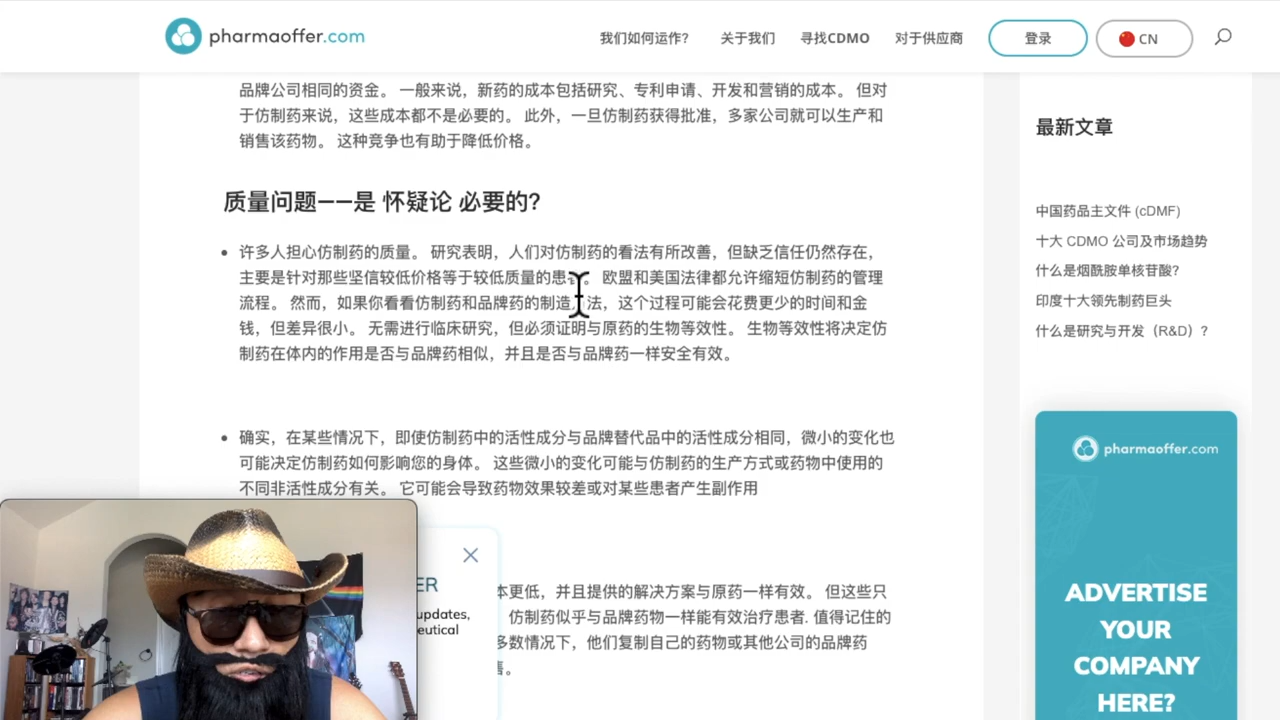 pharmaoffer.com
我们如何运作?
关于我们
寻找CDMO
对于供应商
登录
CN
品牌公司相同的资金。 一般来说，新药的成本包括研究、专利申请、开发和营销的成本。 但对
于仿制药来说，这些成本都不是必要的。 此外，一旦仿制药获得批准，多家公司就可以生产和
销售该药物。 这种竞争也有助于降低价格。
质量问题——是 怀疑论 必要的?
许多人担心仿制药的质量。 研究表明，人们对仿制药的看法有所改善，但缺乏信任仍然存在，
主要是针对那些坚信较低价格等于较低质量的患 。 欧盟和美国法律都允许缩短仿制药的管理
流程。 然而，如果你看看仿制药和品牌药的制造 法，这个过程可能会花费更少的时间和金
钱，但差异很小。 无需进行临床研究，但必须证明与原药的生物等效性。 生物等效性将决定仿
制药在体内的作用是否与品牌药相似，并且是否与品牌药一样安全有效。
确实，在某些情况下，即使仿制药中的活性成分与品牌替代品中的活性成分相同，微小的变化也
可能决定仿制药如何影响您的身体。 这些微小的变化可能与仿制药的生产方式或药物中使用的
不同非活性成分有关。 它可能会导致药物效果较差或对某些患者产生副作用
本更低，并且提供的解决方案与原药一样有效。 但这些只
仿制药似乎与品牌药物一样能有效治疗患者. 值得记住的
多数情况下，他们复制自己的药物或其他公司的品牌药
售。
ER
updates,
eutical
最新文章
中国药品主文件 (cDMF)
十大 CDMO 公司及市场趋势
什么是烟酰胺单核苷酸?
印度十大领先制药巨头
什么是研究与开发（R&D）?
pharmaoffer.com
ADVERTISE
YOUR
COMPANY
HERE?